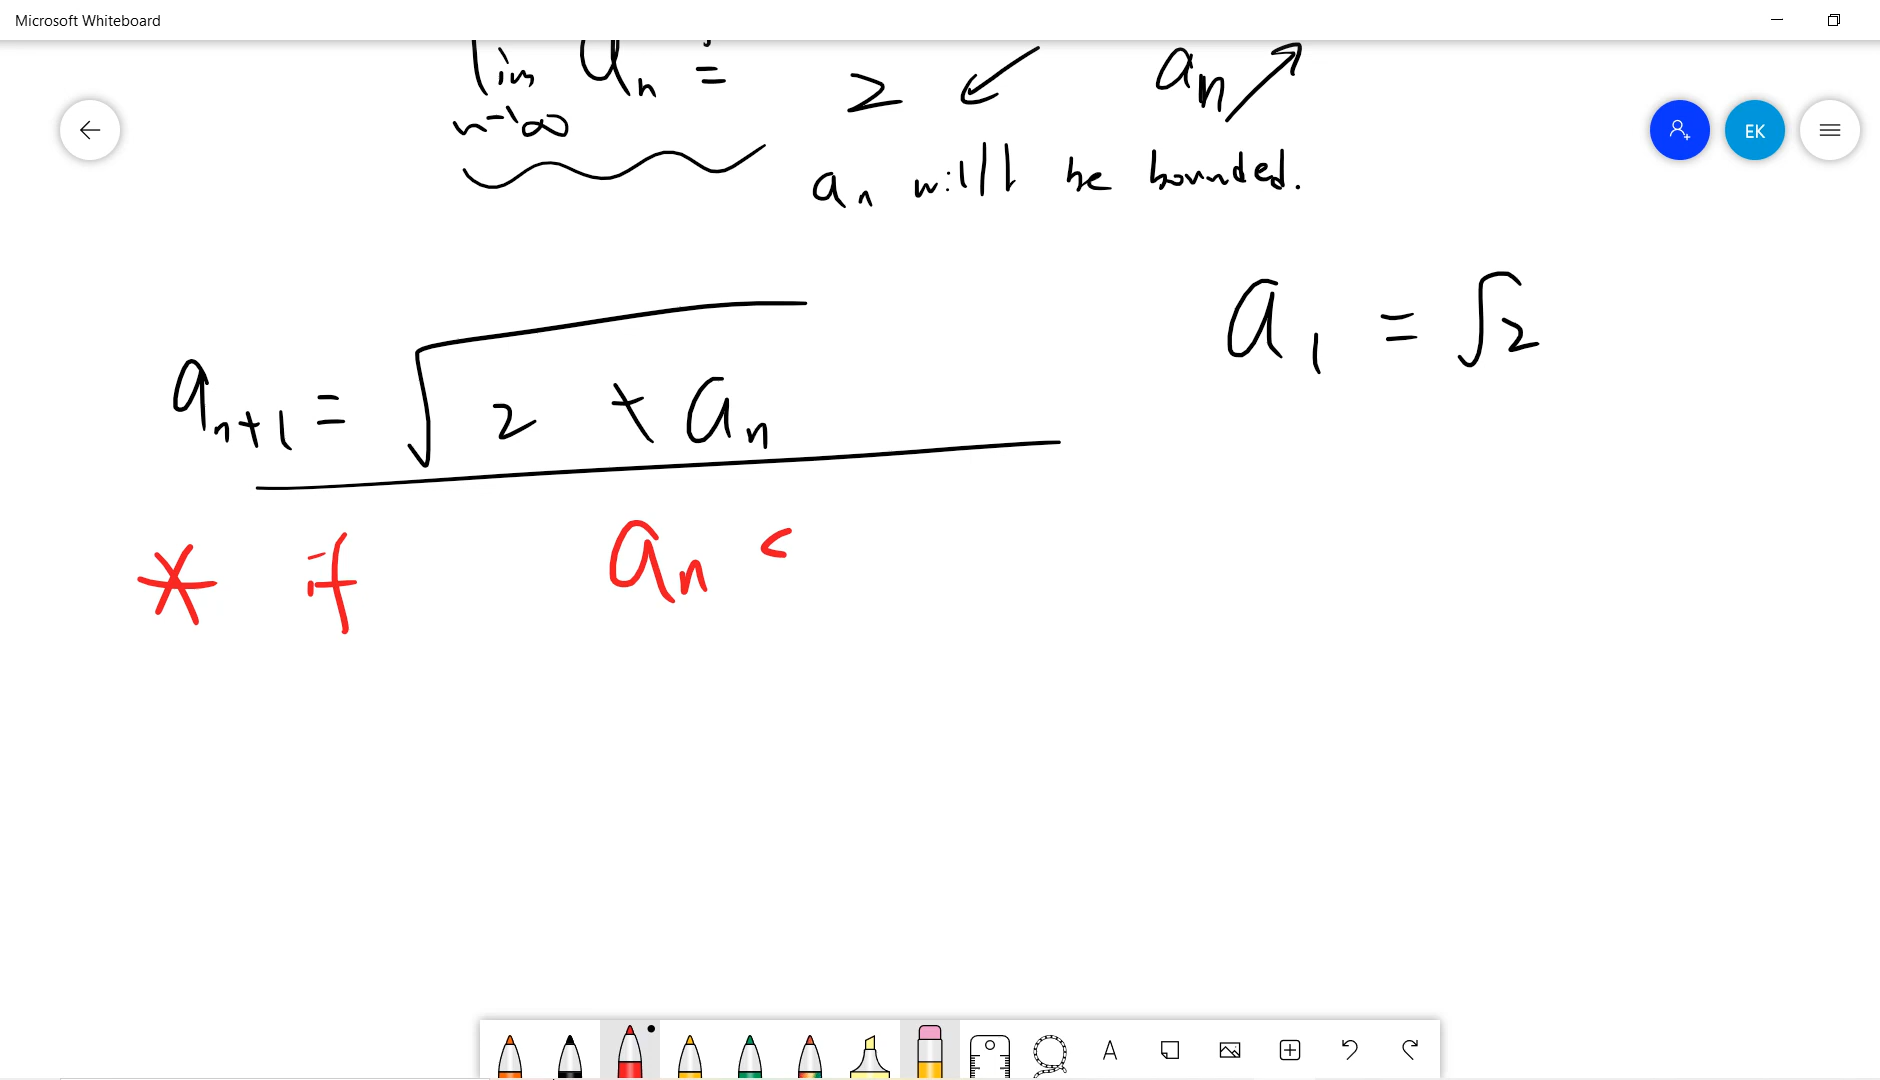 Microsoft Whiteboard
lim aₙ = 2 ↙ aₙ ↗
n→∞
aₙ will be bounded.
EK
a₁ = √2
aₙ₊₁ = √(2 + aₙ)
* if aₙ <
A